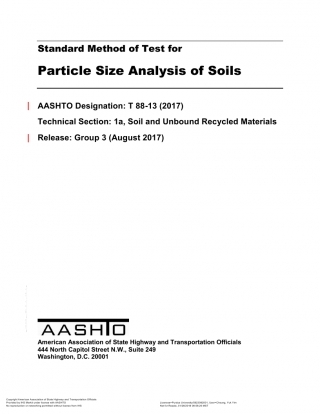 Standard Method of Test for
Particle Size Analysis of Soils
AASHTO Designation: T 88-13 (2017)
Technical Section: 1a, Soil and Unbound Recycled Materials
Release: Group 3 (August 2017)
AASHTO
American Association of State Highway and Transportation Officials
444 North Capitol Street N.W., Suite 249
Washington, D.C. 20001